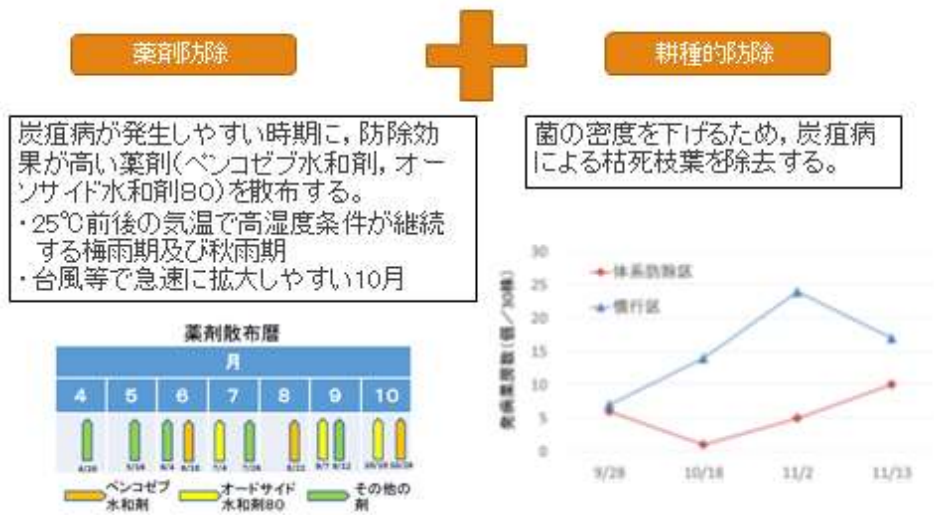 薬剤防除
耕種的防除
炭疽病が発生しやすい時期に，防除効
果が高い薬剤(ペンコゼブ水和剤，オー
ソサイド水和剤80)を散布する。
・25℃前後の気温で高湿度条件が継続
する梅雨期及び秋雨期
・台風等で急速に拡大しやすい10月
菌の密度を下げるため，炭疽病
による枯死枝葉を除去する。
薬剤散布暦
月
4 5 6 7 8 9 10
ペンコゼブ
水和剤
オードサイド
水和剤80
その他の
剤
30
25
20
15
10
5
0
体系防除区
慣行区
9/28 10/18 11/2 11/13